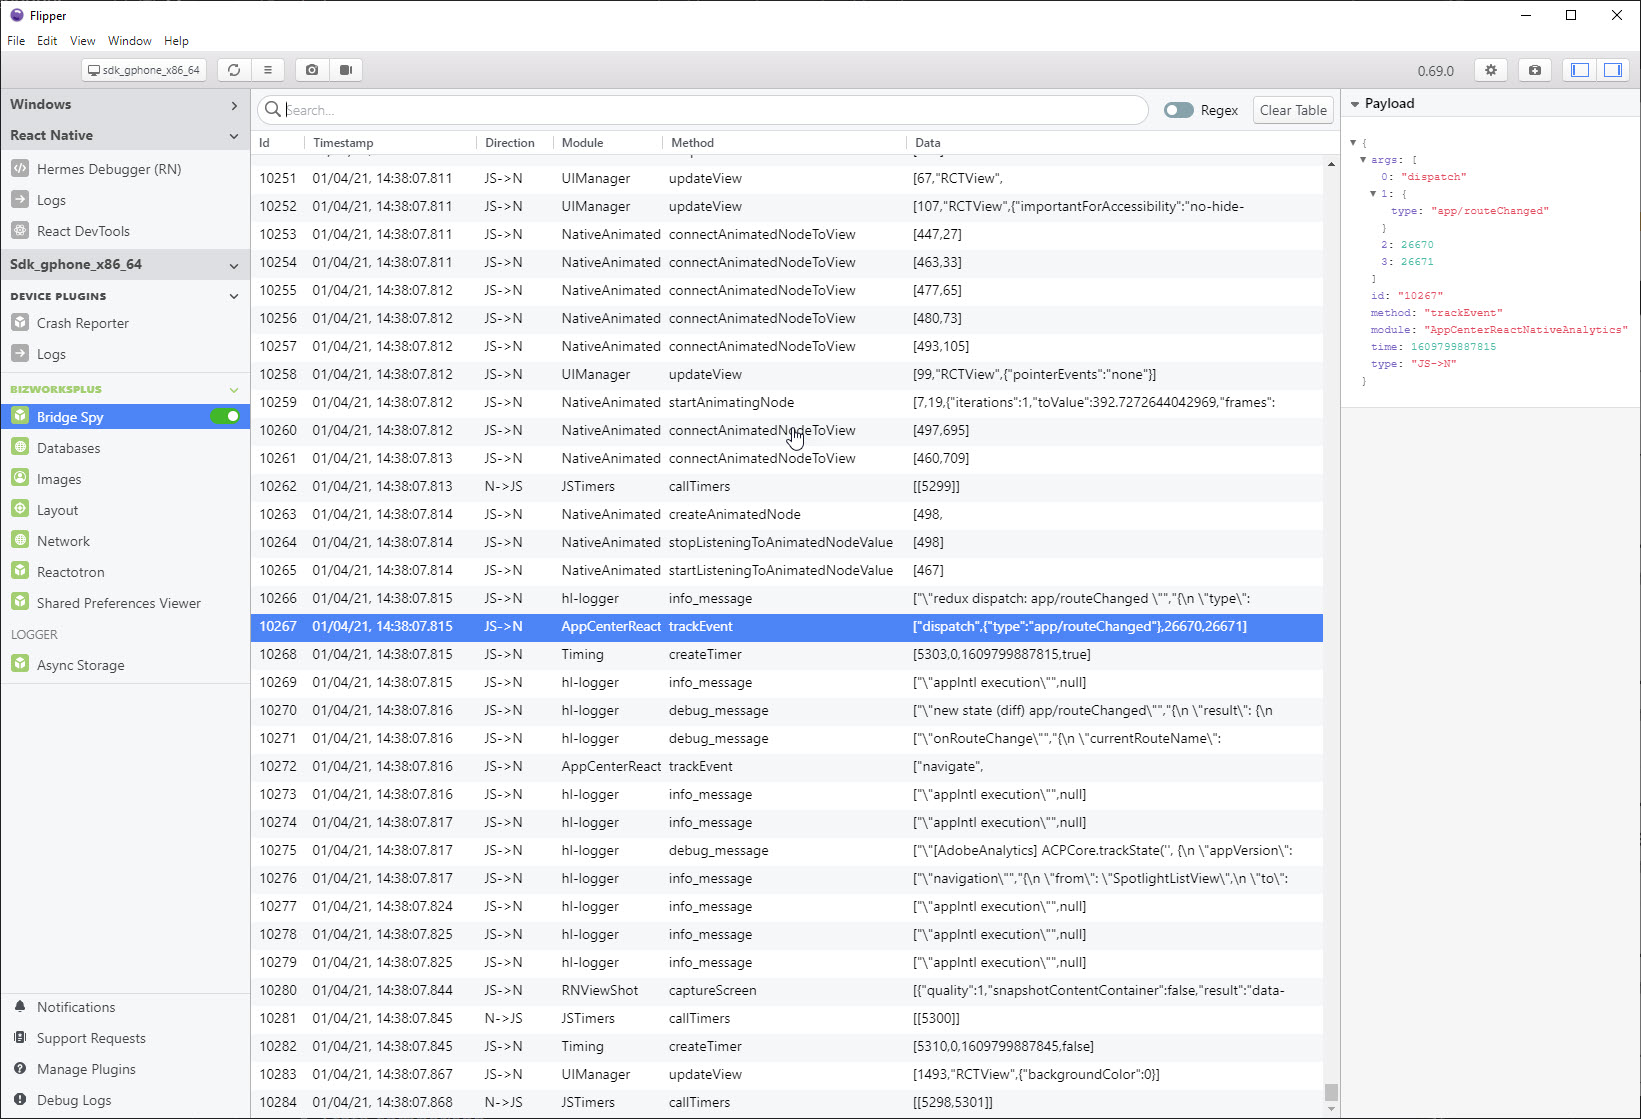 Flipper
File Edit View Window Help
sdk_gphone_x86_64
0.69.0
Windows
React Native
Hermes Debugger (RN)
Logs
React DevTools
Sdk_gphone_x86_64
DEVICE PLUGINS
Crash Reporter
Logs
BIZWORKSPLUS
Bridge Spy
Databases
Images
Layout
Network
Reactotron
Shared Preferences Viewer
LOGGER
Async Storage
Notifications
Support Requests
Manage Plugins
Debug Logs
Search...
Regex
Clear Table
Id Timestamp Direction Module Method Data
10251 01/04/21, 14:38:07.811 JS->N UIManager updateView [67,"RCTView",
10252 01/04/21, 14:38:07.811 JS->N UIManager updateView [107,"RCTView",{"importantForAccessibility":"no-hide-
10253 01/04/21, 14:38:07.811 JS->N NativeAnimated connectAnimatedNodeToView [447,27]
10254 01/04/21, 14:38:07.811 JS->N NativeAnimated connectAnimatedNodeToView [463,33]
10255 01/04/21, 14:38:07.812 JS->N NativeAnimated connectAnimatedNodeToView [477,65]
10256 01/04/21, 14:38:07.812 JS->N NativeAnimated connectAnimatedNodeToView [480,73]
10257 01/04/21, 14:38:07.812 JS->N NativeAnimated connectAnimatedNodeToView [493,105]
10258 01/04/21, 14:38:07.812 JS->N UIManager updateView [99,"RCTView",{"pointerEvents":"none"}]
10259 01/04/21, 14:38:07.812 JS->N NativeAnimated startAnimatingNode [7,19,{"iterations":1,"toValue":392.7272644042969,"frames":
10260 01/04/21, 14:38:07.812 JS->N NativeAnimated connectAnimatedNodeToView [497,695]
10261 01/04/21, 14:38:07.813 JS->N NativeAnimated connectAnimatedNodeToView [460,709]
10262 01/04/21, 14:38:07.813 N->JS JSTimers callTimers [[5299]]
10263 01/04/21, 14:38:07.814 JS->N NativeAnimated createAnimatedNode [498,
10264 01/04/21, 14:38:07.814 JS->N NativeAnimated stopListeningToAnimatedNodeValue [498]
10265 01/04/21, 14:38:07.814 JS->N NativeAnimated startListeningToAnimatedNodeValue [467]
10266 01/04/21, 14:38:07.815 JS->N hl-logger info_message ["\"redux dispatch: app/routeChanged \"","{\n \"type\":
10267 01/04/21, 14:38:07.815 JS->N AppCenterReact trackEvent ["dispatch",{"type":"app/routeChanged"},26670,26671]
10268 01/04/21, 14:38:07.815 JS->N Timing createTimer [5303,0,1609799887815,true]
10269 01/04/21, 14:38:07.815 JS->N hl-logger info_message ["\"appIntl execution\"",null]
10270 01/04/21, 14:38:07.816 JS->N hl-logger debug_message ["\"new state (diff) app/routeChanged\"","{\n \"result\": {\n
10271 01/04/21, 14:38:07.816 JS->N hl-logger debug_message ["\"onRouteChange\"","{\n \"currentRouteName\":
10272 01/04/21, 14:38:07.816 JS->N AppCenterReact trackEvent ["navigate",
10273 01/04/21, 14:38:07.816 JS->N hl-logger info_message ["\"appIntl execution\"",null]
10274 01/04/21, 14:38:07.817 JS->N hl-logger info_message ["\"appIntl execution\"",null]
10275 01/04/21, 14:38:07.817 JS->N hl-logger debug_message ["\"[AdobeAnalytics] ACPCore.trackState('', {\n \"appVersion\":
10276 01/04/21, 14:38:07.817 JS->N hl-logger info_message ["\"navigation\"","{\n \"from\": \"SpotlightListView\",\n \"to\":
10277 01/04/21, 14:38:07.824 JS->N hl-logger info_message ["\"appIntl execution\"",null]
10278 01/04/21, 14:38:07.825 JS->N hl-logger info_message ["\"appIntl execution\"",null]
10279 01/04/21, 14:38:07.825 JS->N hl-logger info_message ["\"appIntl execution\"",null]
10280 01/04/21, 14:38:07.844 JS->N RNViewShot captureScreen [{"quality":1,"snapshotContentContainer":false,"result":"data-
10281 01/04/21, 14:38:07.845 N->JS JSTimers callTimers [[5300]]
10282 01/04/21, 14:38:07.845 JS->N Timing createTimer [5310,0,1609799887845,false]
10283 01/04/21, 14:38:07.867 JS->N UIManager updateView [1493,"RCTView",{"backgroundColor":0}]
10284 01/04/21, 14:38:07.868 N->JS JSTimers callTimers [[5298,5301]]
Payload
{
args: [
0: "dispatch"
1: {
type: "app/routeChanged"
}
2: 26670
3: 26671
]
id: "10267"
method: "trackEvent"
module: "AppCenterReactNativeAnalytics"
time: 1609799887815
type: "JS->N"
}